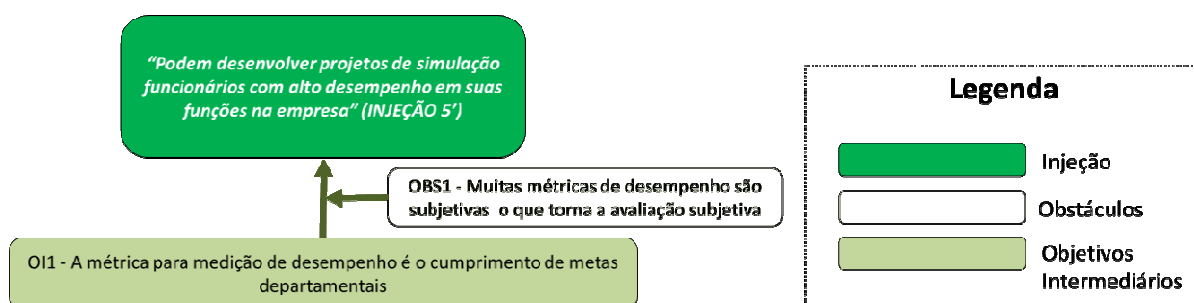 “Podem desenvolver projetos de simulação
funcionários com alto desempenho em suas
funções na empresa” (INJEÇÃO 5’)
OBS1 - Muitas métricas de desempenho são
subjetivas o que torna a avaliação subjetiva
OI1 - A métrica para medição de desempenho é o cumprimento de metas
departamentais
Legenda
Injeção
Obstáculos
Objetivos
Intermediários